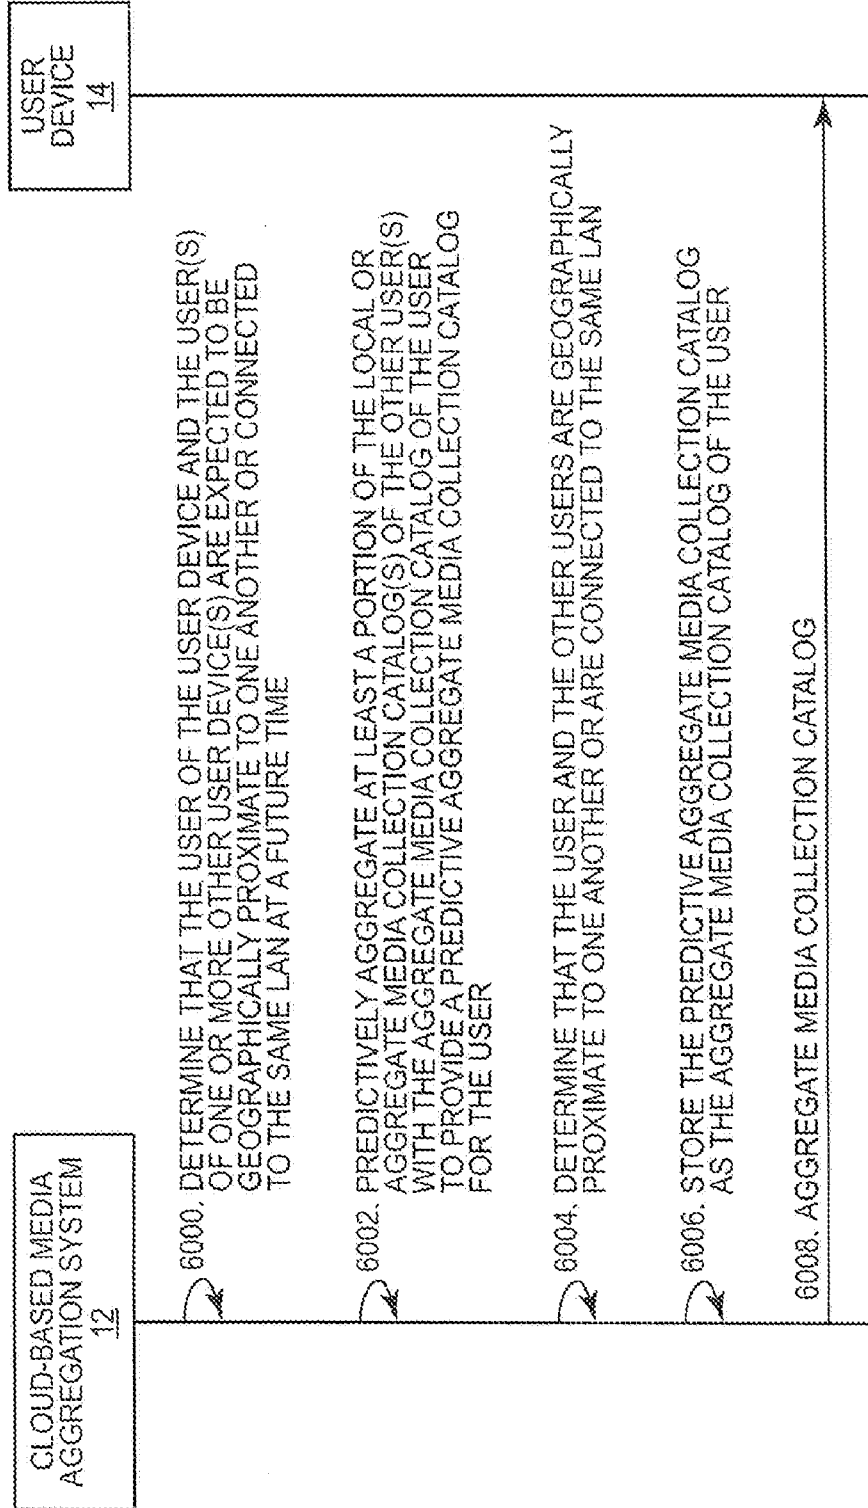 CLOUD-BASED MEDIA
AGGREGATION SYSTEM
12
USER
DEVICE
14
6000. DETERMINE THAT THE USER OF THE USER DEVICE AND THE USER(S)
OF ONE OR MORE OTHER USER DEVICE(S) ARE EXPECTED TO BE
GEOGRAPHICALLY PROXIMATE TO ONE ANOTHER OR CONNECTED
TO THE SAME LAN AT A FUTURE TIME
6002. PREDICTIVELY AGGREGATE AT LEAST A PORTION OF THE LOCAL OR
AGGREGATE MEDIA COLLECTION CATALOG(S) OF THE OTHER USER(S)
WITH THE AGGREGATE MEDIA COLLECTION CATALOG OF THE USER
TO PROVIDE A PREDICTIVE AGGREGATE MEDIA COLLECTION CATALOG
FOR THE USER
6004. DETERMINE THAT THE USER AND THE OTHER USERS ARE GEOGRAPHICALLY
PROXIMATE TO ONE ANOTHER OR ARE CONNECTED TO THE SAME LAN
6006. STORE THE PREDICTIVE AGGREGATE MEDIA COLLECTION CATALOG
AS THE AGGREGATE MEDIA COLLECTION CATALOG OF THE USER
6008. AGGREGATE MEDIA COLLECTION CATALOG